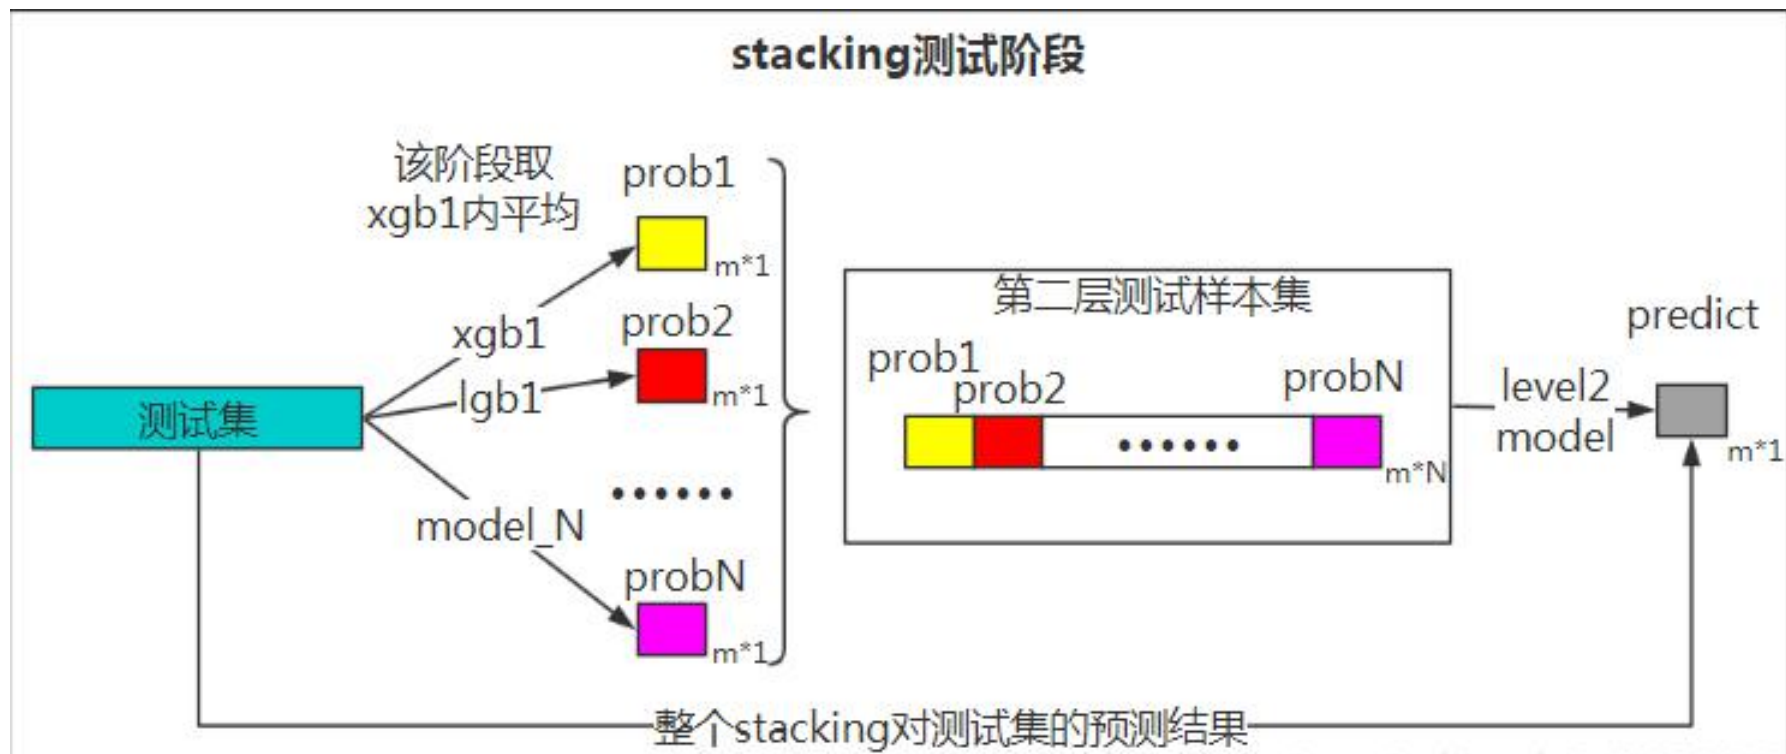 stacking测试阶段
该阶段取
xgb1内平均
prob1
m*1
xgb1
prob2
m*1
lgb1
测试集
••••••
model_N
probN
m*1
第二层测试样本集
prob1
prob2
probN
••••••
m*N
level2
model
predict
m*1
整个stacking对测试集的预测结果